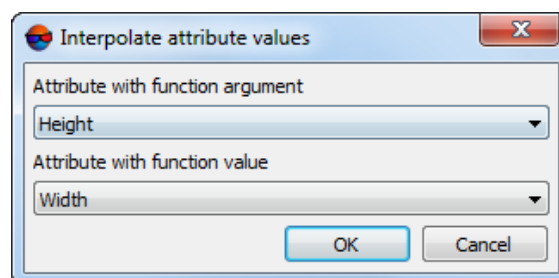 Interpolate attribute values
Attribute with function argument
Height
Attribute with function value
Width
OK Cancel